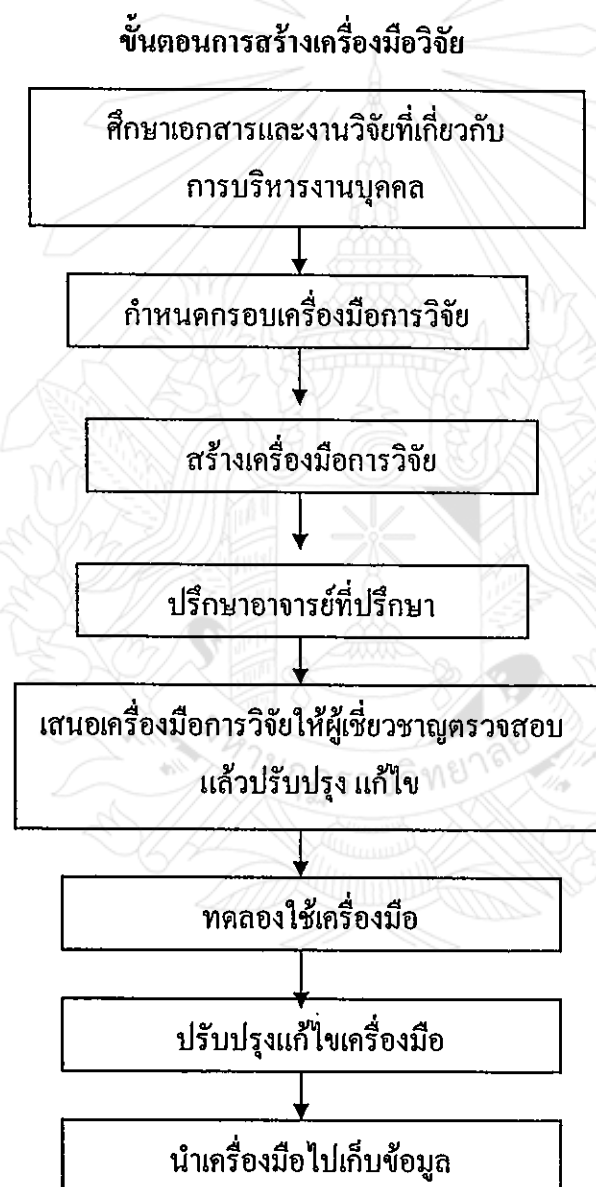 ขั้นตอนการสร้างเครื่องมือวิจัย
ศึกษาเอกสารและงานวิจัยที่เกี่ยวกับ
การบริหารงานบุคคล
กำหนดกรอบเครื่องมือการวิจัย
สร้างเครื่องมือการวิจัย
ปรึกษาอาจารย์ที่ปรึกษา
เสนอเครื่องมือการวิจัยให้ผู้เชี่ยวชาญตรวจสอบ
แล้วปรับปรุง แก้ไข
ทดลองใช้เครื่องมือ
ปรับปรุงแก้ไขเครื่องมือ
นำเครื่องมือไปเก็บข้อมูล